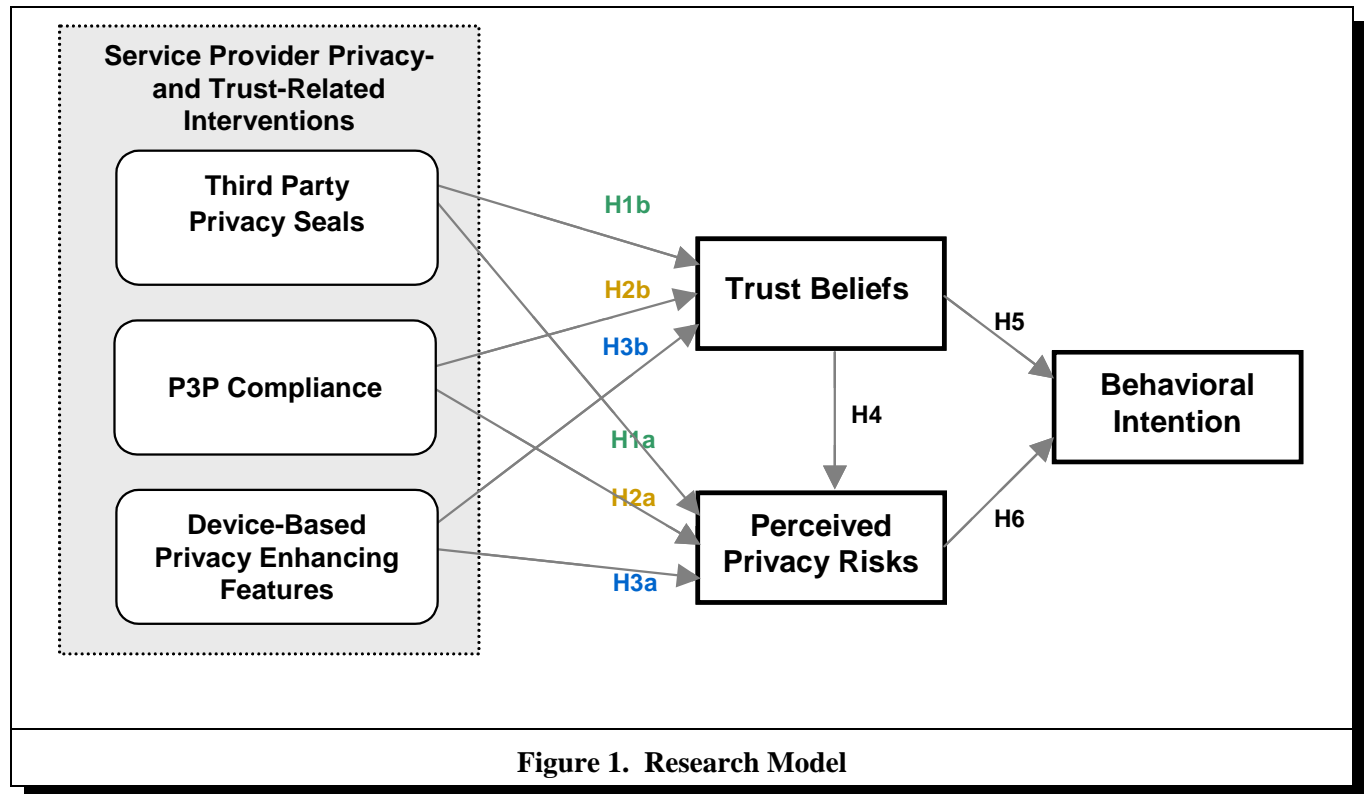 Service Provider Privacy-
and Trust-Related
Interventions
Third Party
Privacy Seals
P3P Compliance
Device-Based
Privacy Enhancing
Features
H1b
H2b
H3b
H1a
H2a
H3a
Trust Beliefs
H4
Perceived
Privacy Risks
H5
H6
Behavioral
Intention
Figure 1. Research Model